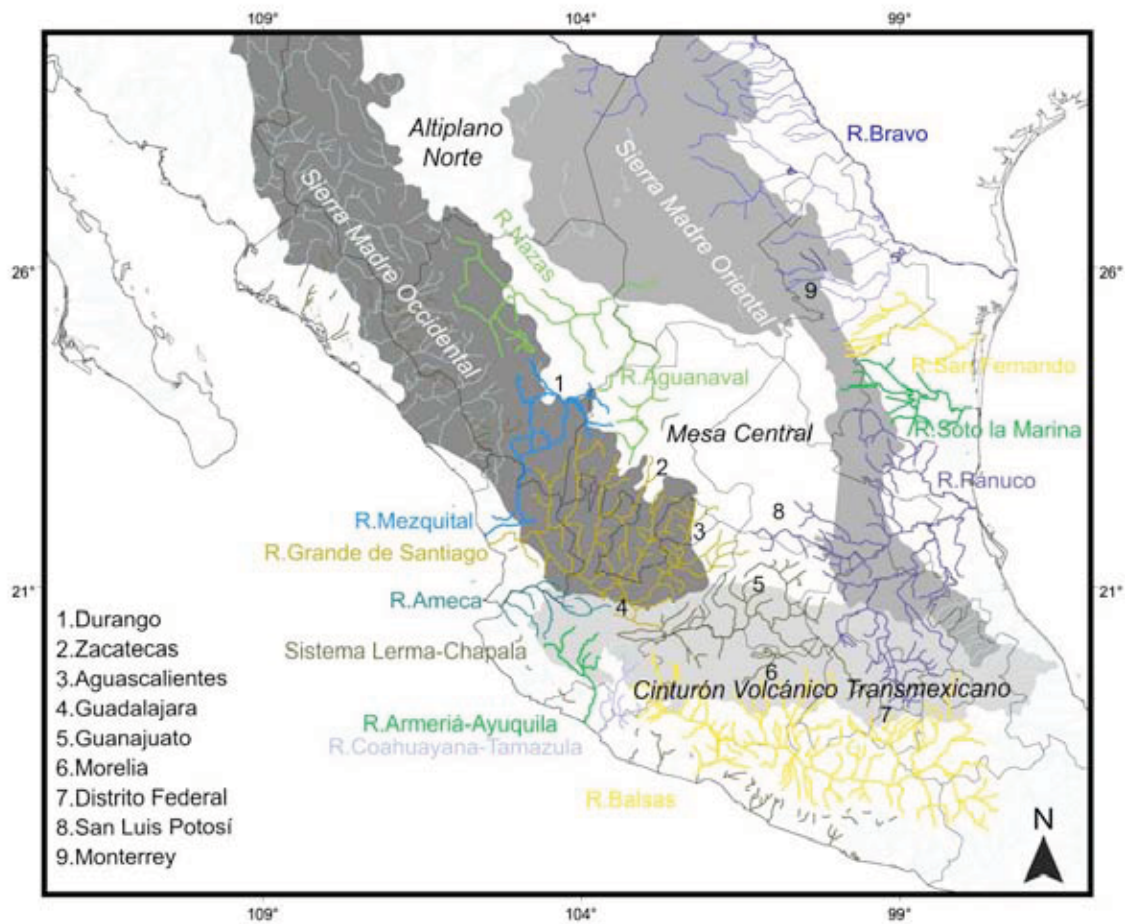 109°
104°
99°
Altiplano
Norte
R.Bravo
Sierra Madre Oriental
Sierra Madre Occidental
R.Nazas
26°
26°
9
R.San Fernando
1
R.Aguanaval
R.Soto la Marina
Mesa Central
2
R.Pánuco
R.Mezquital
8
3
R.Grande de Santiago
21°
21°
5
R.Ameca
4
1.Durango
2.Zacatecas
3.Aguascalientes
4.Guadalajara
5.Guanajuato
6.Morelia
7.Distrito Federal
8.San Luis Potosí
9.Monterrey
Sistema Lerma-Chapala
6
Cinturón Volcánico Transmexicano
7
R.Armeriá-Ayuquila
R.Coahuayana-Tamazula
R.Balsas
N
109°
104°
99°